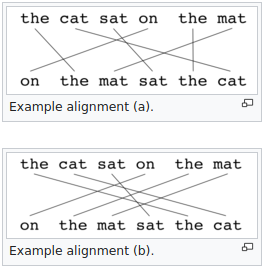 the cat sat on the mat
on the mat sat the cat
Example alignment (a).
the cat sat on the mat
on the mat sat the cat
Example alignment (b).